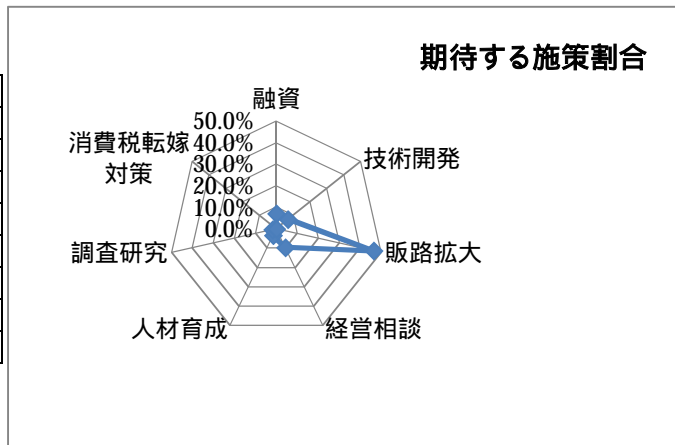 期待する施策割合
融資
50.0%
40.0%
30.0%
20.0%
10.0%
0.0%
技術開発
販路拡大
経営相談
人材育成
調査研究
消費税転嫁
対策